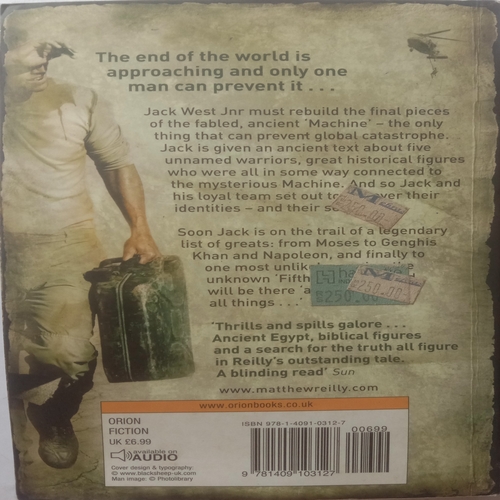 The end of the world is
approaching and only one
man can prevent it . . .
Jack West Jnr must rebuild the final pieces
of the fabled, ancient 'Machine' – the only
thing that can prevent global catastrophe.
Jack is given an ancient text about five
unnamed warriors, great historical figures
who were all in some way connected to
the mysterious Machine. And so Jack and
his loyal team set out to over their
identities – and their s
Soon Jack is on the trail of a legendary
list of greats: from Moses to Genghis
Khan and Napoleon, and finally to
one most unlik
unknown 'Fifth
will be there 'a
all things . . .'
250.00
'Thrills and spills galore . . .
Ancient Egypt, biblical figures
and a search for the truth all figure
in Reilly's outstanding tale.
A blinding read' Sun
www.matthewreilly.com
www.orionbooks.co.uk
ORION
FICTION
UK £6.99
available on
AUDIO
Cover design & typography:
© www.blacksheep-uk.com
Man image: © Photolibrary
ISBN 978-1-4091-0312-7
00699
9 781409 103127